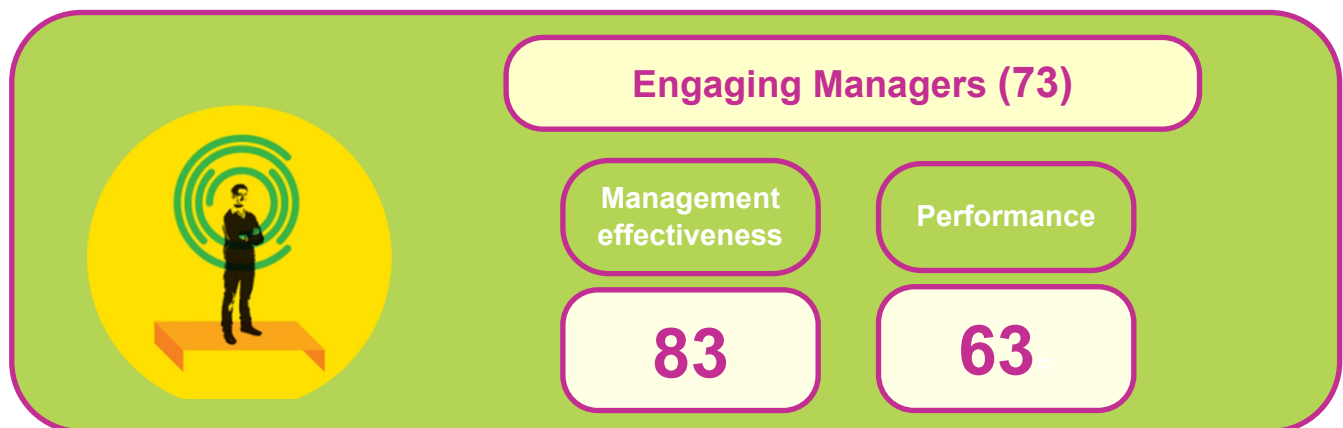 Engaging Managers (73)
Management
effectiveness
Performance
83
63